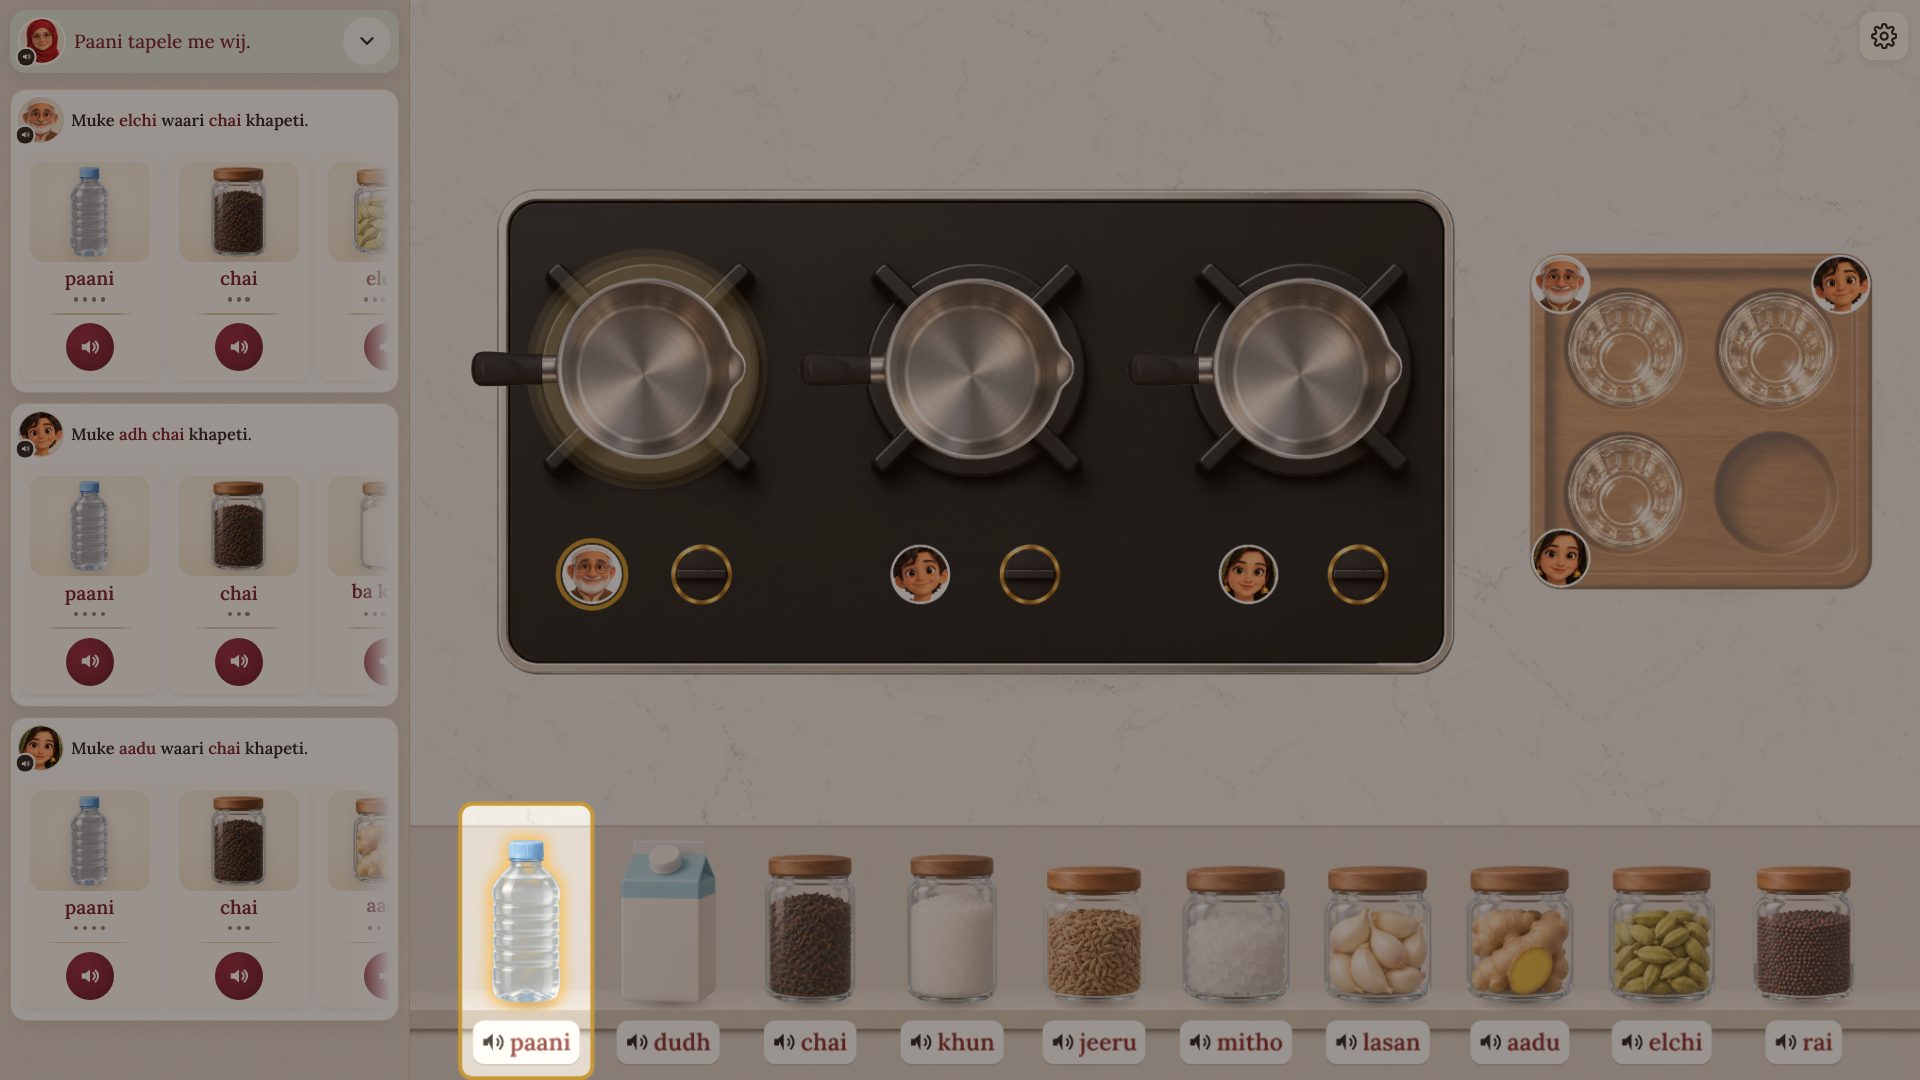 Paani tapele me wij.
Muke elchi waari chai khapeti.
paani
chai
Muke adh chai khapeti.
paani
chai
Muke aadu waari chai khapeti.
paani
chai
paani
dudh
chai
khun
jeeru
mitho
lasan
aadu
elchi
rai